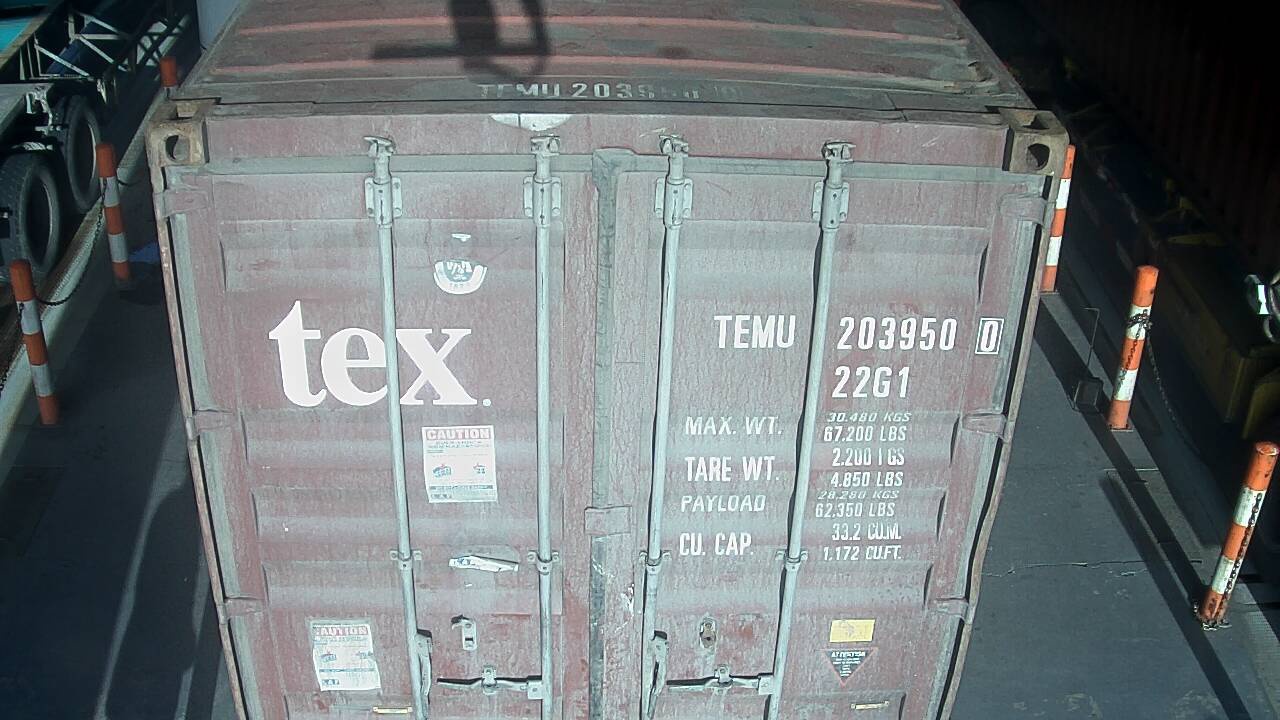 TEMU 203
tex.
CAUTION
CAUTION
TEMU 203950 0
22G1
MAX. WT. 30.480 KGS
67.200 LBS
TARE WT. 2.200 KGS
4.850 LBS
PAYLOAD 28.280 KGS
62.350 LBS
CU. CAP. 33.2 CU.M.
1.172 CU.FT.
ATTENTION